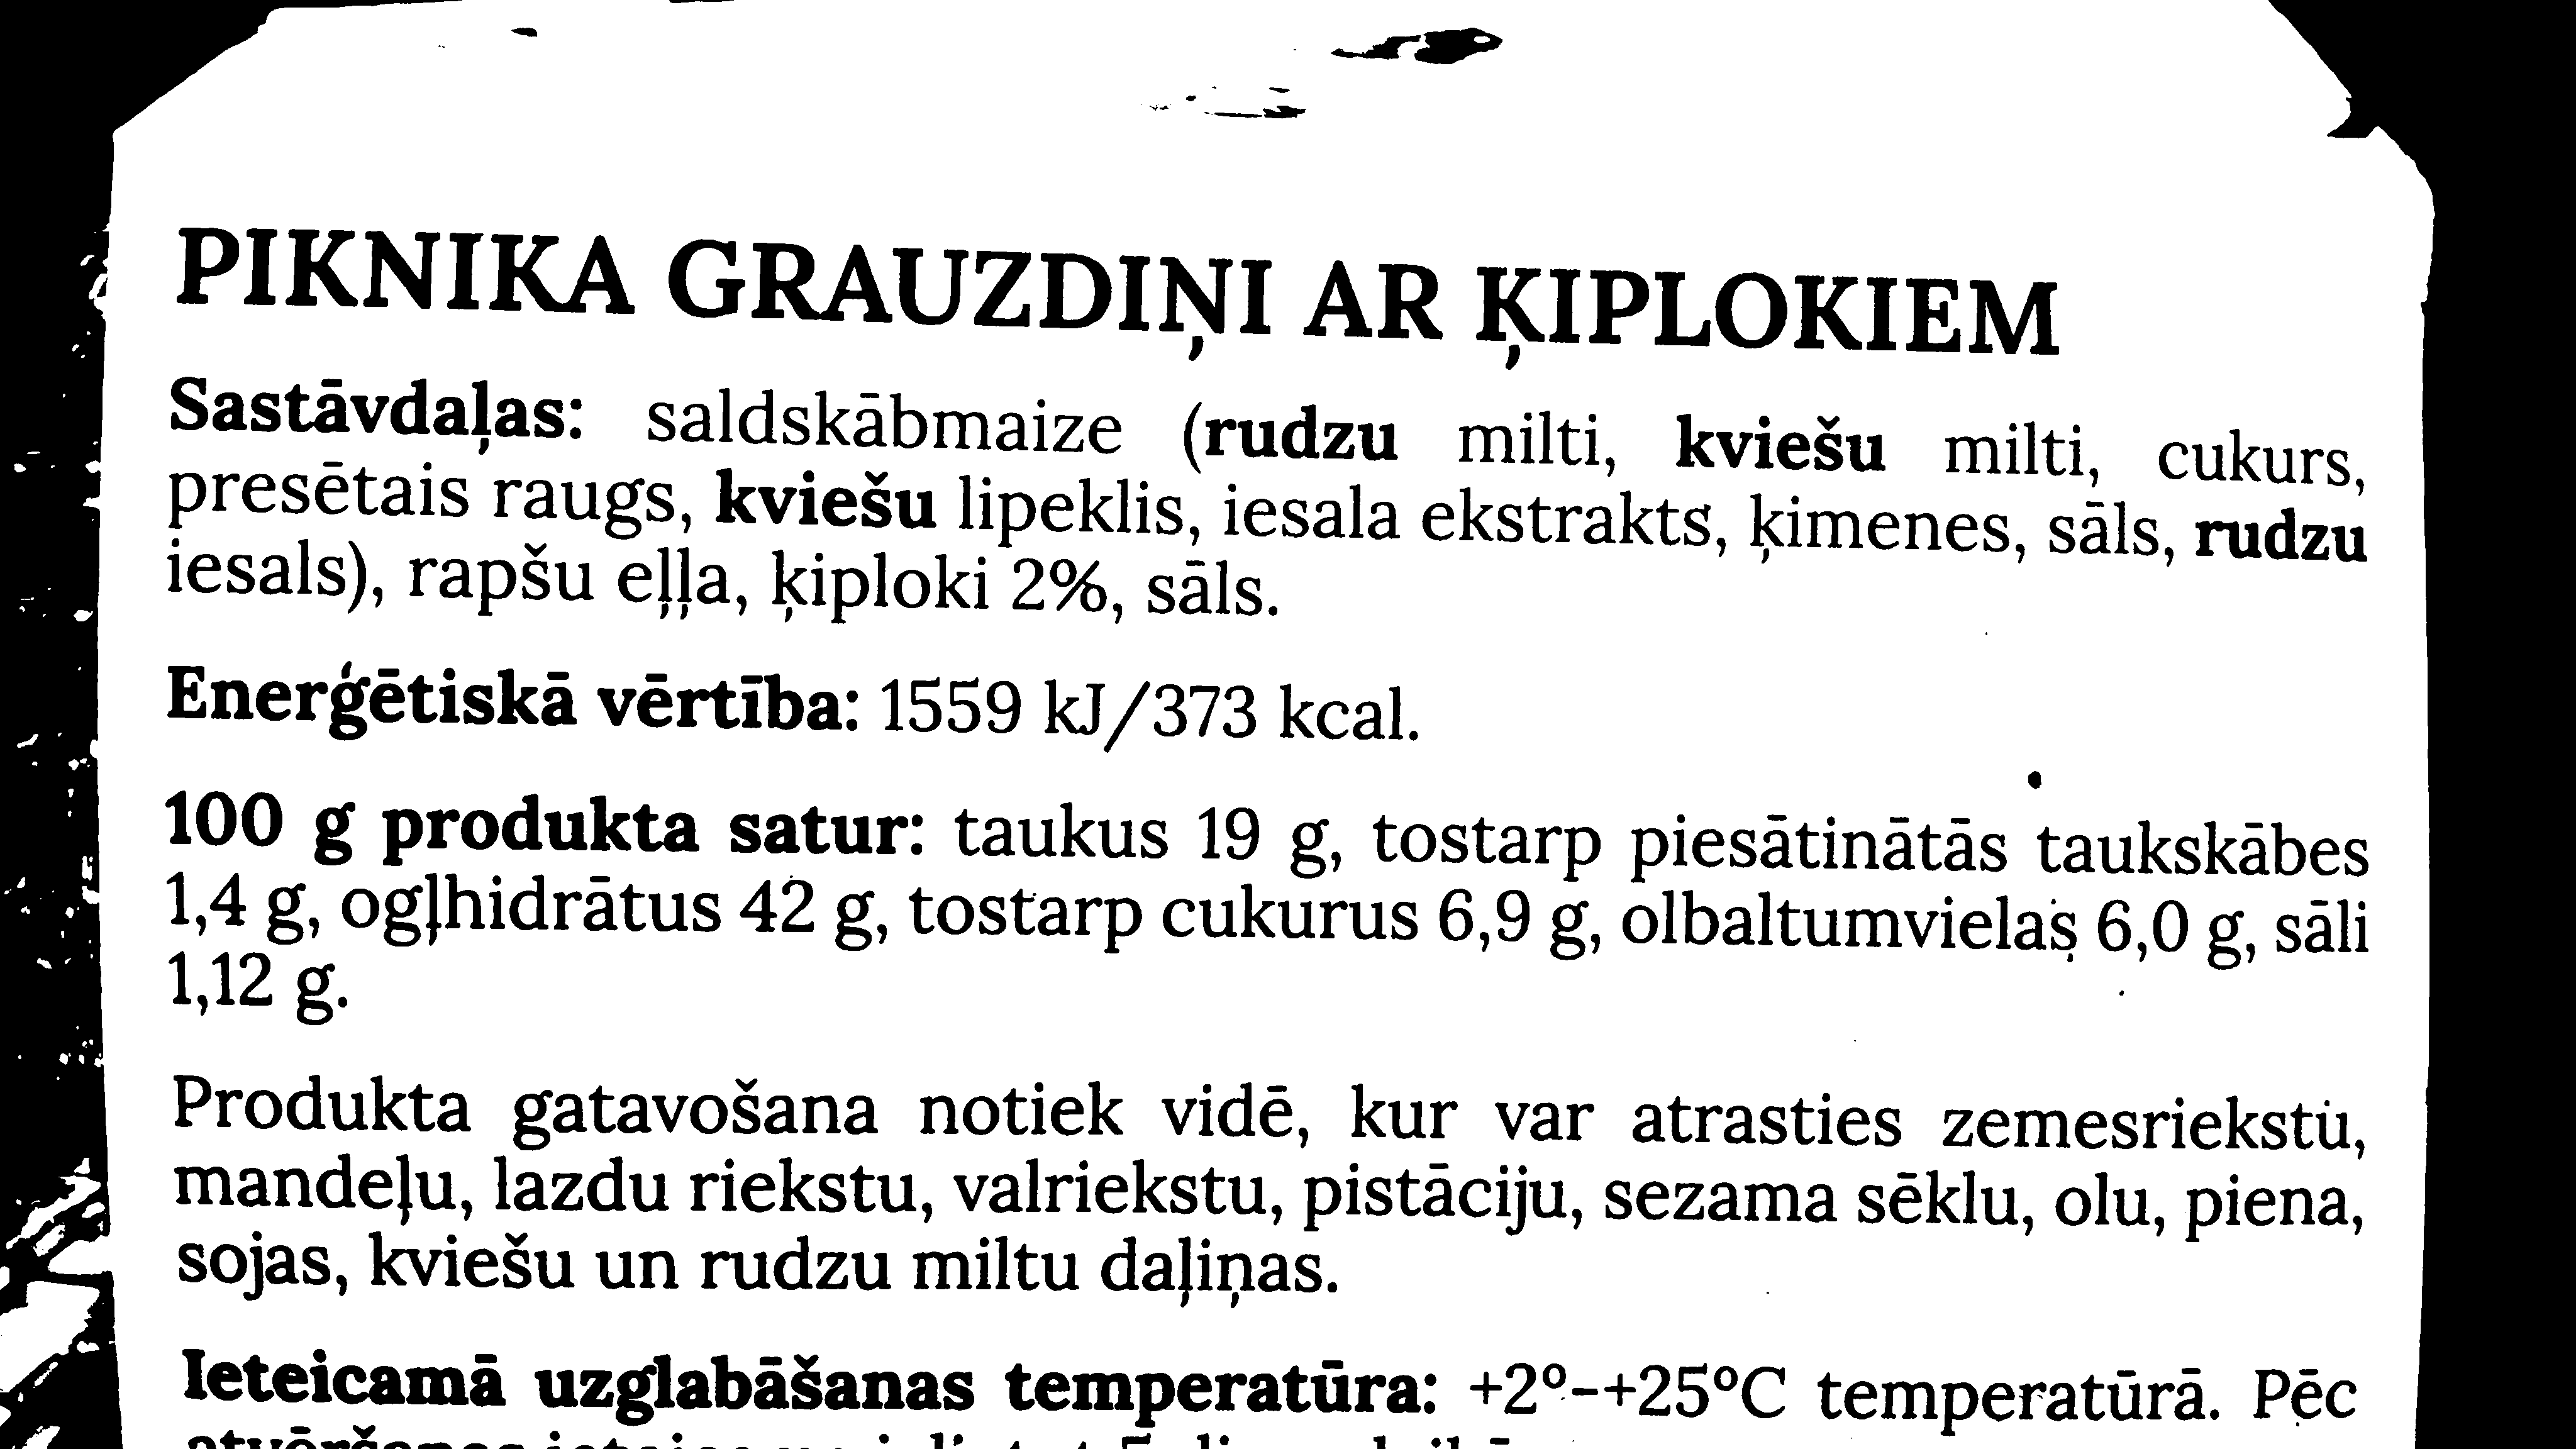 PIKNIKA GRAUZDIŅI AR ĶIPLOKIEM
Sastāvdaļas: saldskābmaize (rudzu milti, kviešu milti, cukurs,
presētais raugs, kviešu lipeklis, iesala ekstrakts, ķimenes, sāls, rudzu
iesals), rapšu eļļa, ķiploki 2%, sāls.
Enerģētiskā vērtība: 1559 kJ/373 kcal.
100 g produkta satur: taukus 19 g, tostarp piesātinātās taukskābes
1,4 g, ogļhidrātus 42 g, tostarp cukurus 6,9 g, olbaltumvielas 6,0 g, sāli
1,12 g.
Produkta gatavošana notiek vidē, kur var atrasties zemesriekstu,
mandeļu, lazdu riekstu, valriekstu, pistāciju, sezama sēklu, olu, piena,
sojas, kviešu un rudzu miltu daļiņas.
Ieteicamā uzglabāšanas temperatūra: +2º-+25ºC temperatūrā. Pēc